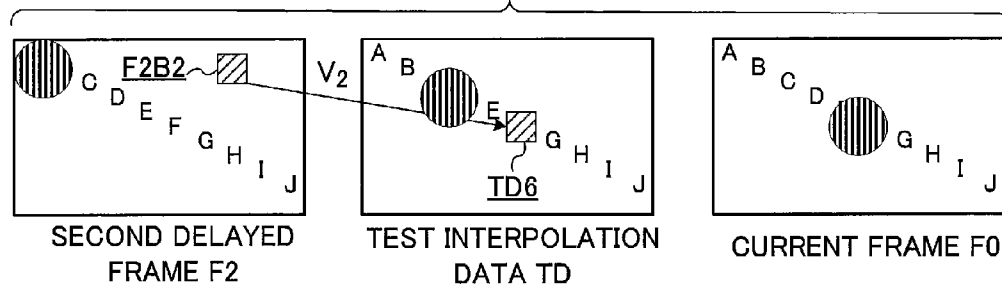 C D E F G H I J
F2B2
V2
A B E G H I J
TD6
A B C D G H I J
SECOND DELAYED
FRAME F2
TEST INTERPOLATION
DATA TD
CURRENT FRAME F0